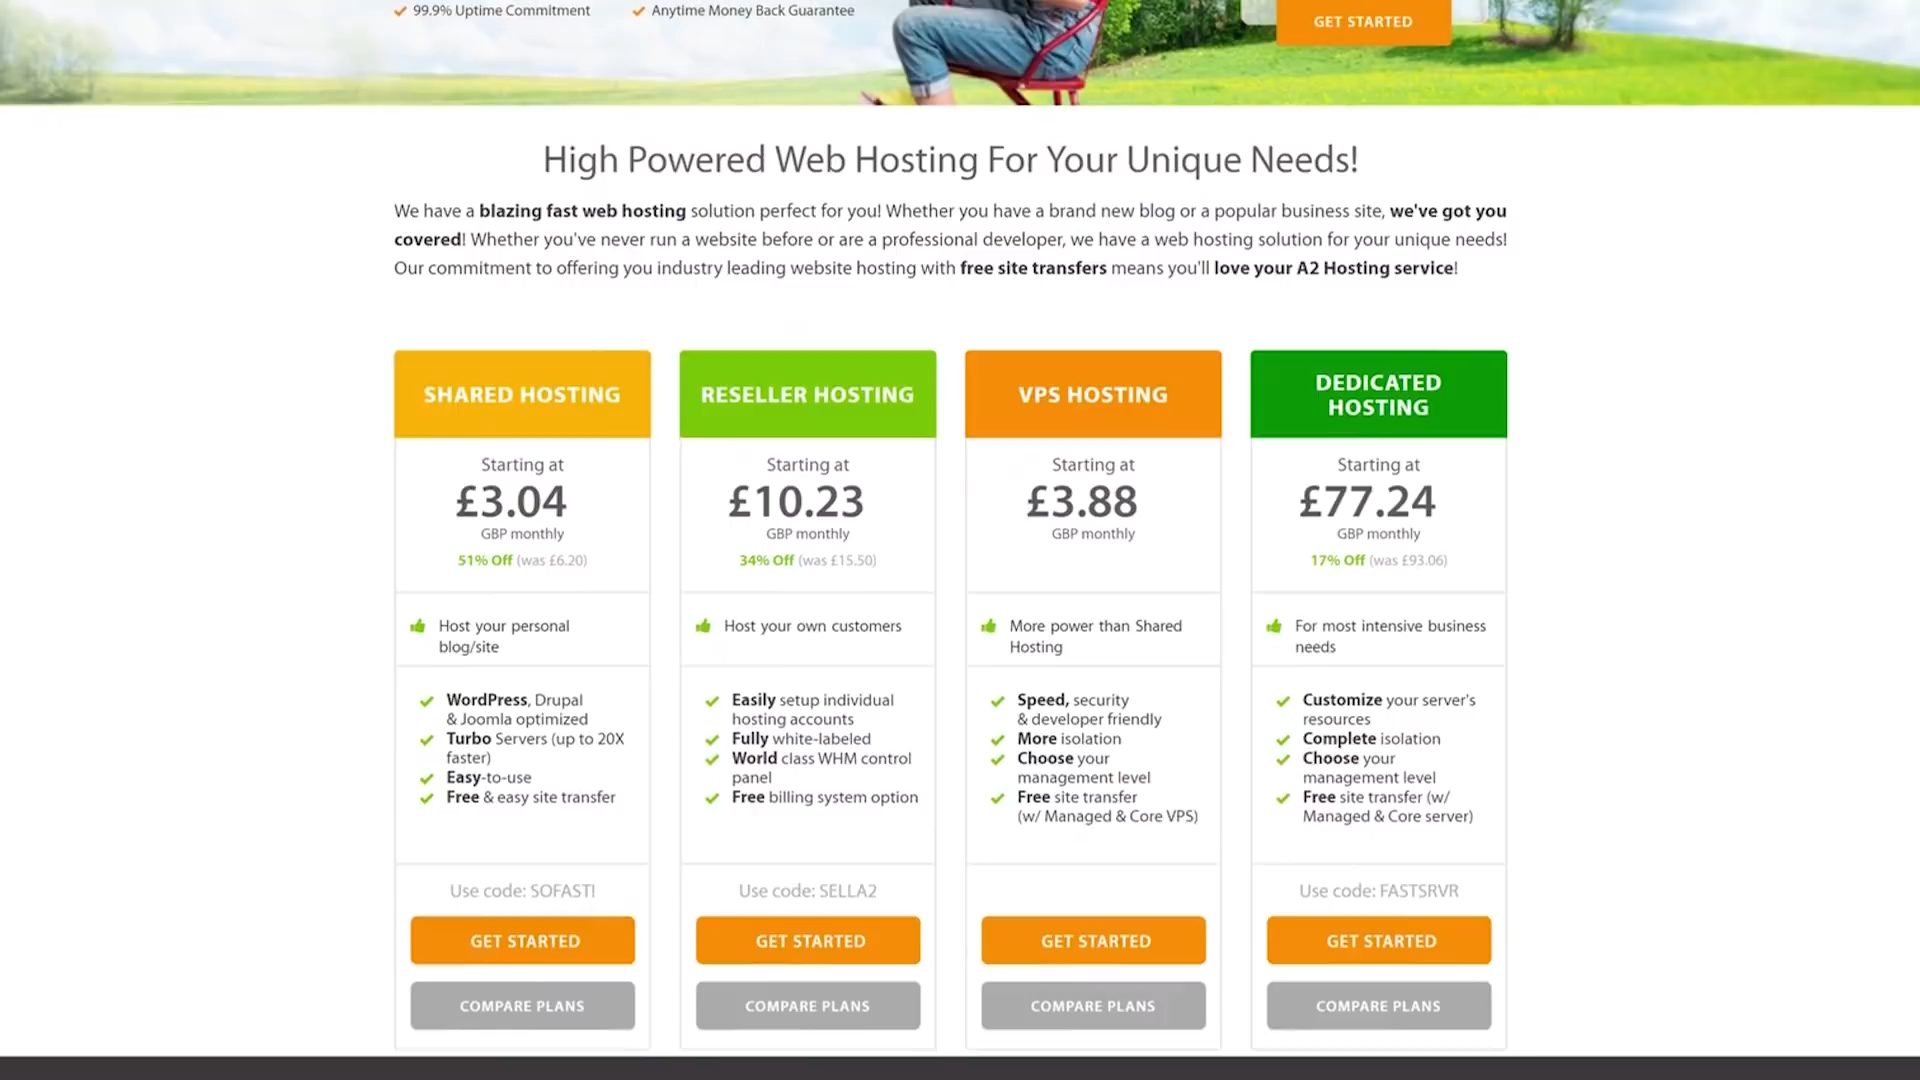 99.9% Uptime Commitment
Anytime Money Back Guarantee
GET STARTED
High Powered Web Hosting For Your Unique Needs!
We have a blazing fast web hosting solution perfect for you! Whether you have a brand new blog or a popular business site, we've got you
covered! Whether you've never run a website before or are a professional developer, we have a web hosting solution for your unique needs!
Our commitment to offering you industry leading website hosting with free site transfers means you'll love your A2 Hosting service!
SHARED HOSTING
Starting at
£3.04
GBP monthly
51% Off (was £6.20)
Host your personal
blog/site
WordPress, Drupal
& Joomla optimized
Turbo Servers (up to 20X
faster)
Easy-to-use
Free & easy site transfer
Use code: SOFAST!
GET STARTED
COMPARE PLANS
RESELLER HOSTING
Starting at
£10.23
GBP monthly
34% Off (was £15.50)
Host your own customers
Easily setup individual
hosting accounts
Fully white-labeled
World class WHM control
panel
Free billing system option
Use code: SELLA2
GET STARTED
COMPARE PLANS
VPS HOSTING
Starting at
£3.88
GBP monthly
More power than Shared
Hosting
Speed, security
& developer friendly
More isolation
Choose your
management level
Free site transfer
(w/ Managed & Core VPS)
GET STARTED
COMPARE PLANS
DEDICATED
HOSTING
Starting at
£77.24
GBP monthly
17% Off (was £93.06)
For most intensive business
needs
Customize your server's
resources
Complete isolation
Choose your
management level
Free site transfer (w/
Managed & Core server)
Use code: FASTSRVR
GET STARTED
COMPARE PLANS